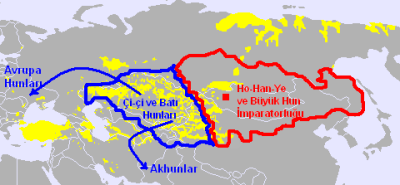 Avrupa
Hunları
Çi-çi ve Batı
Hunları
Ho-Han-Ye
ve Büyük Hun
İmparatorluğu
Akhunlar